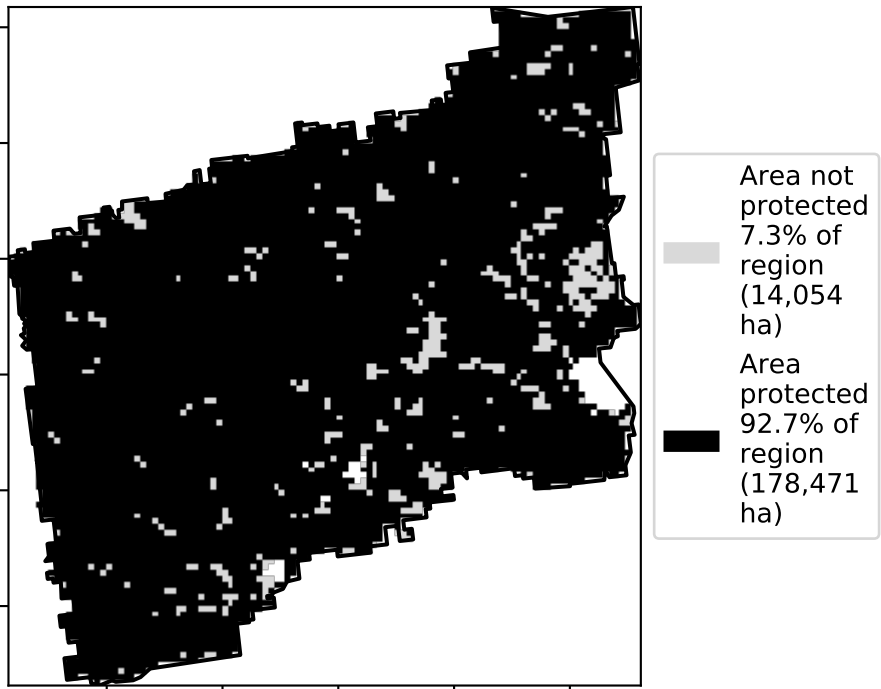 Area not
protected
7.3% of
region
(14,054
ha)
Area
protected
92.7% of
region
(178,471
ha)